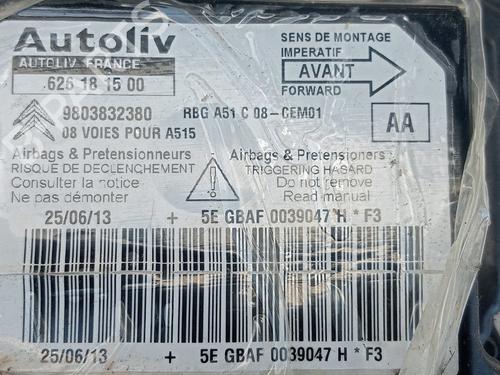 Autoliv
AUTOLIV FRANCE
.626 18 15 00
SENS DE MONTAGE
IMPERATIF
AVANT
FORWARD
9803832380 RBG A51 C 08-CEM01
08 VOIES POUR A515
AA
Airbags & Pretensionneurs
RISQUE DE DECLENCHEMENT
Consulter la notice
Ne pas démonter
Airbags & Pretensioners
TRIGGERING HASARD
Do not remove
Read manual
25/06/13 + 5E GBAF 0039047 H * F3
25/06/13 + 5E GBAF 0039047 H * F3